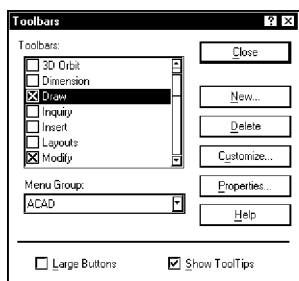 Toolbars
Toolbars:
3D Orbit
Dimension
Draw
Inquiry
Insert
Layouts
Modify
Menu Group:
ACAD
Close
New...
Delete
Customize...
Properties...
Help
Large Buttons
Show ToolTips